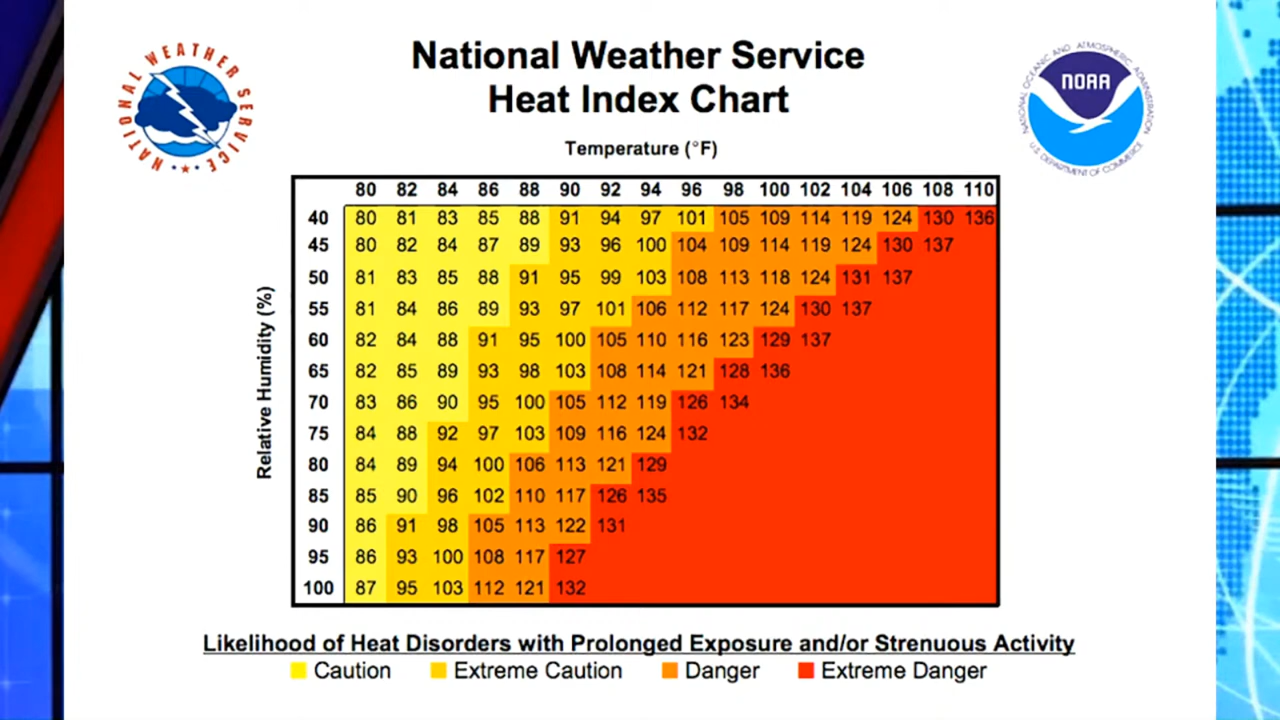 National Weather Service
Heat Index Chart
NATIONAL WEATHER SERVICE
NOAA
NATIONAL OCEANIC AND ATMOSPHERIC ADMINISTRATION
U.S. DEPARTMENT OF COMMERCE
Temperature (°F)
80 82 84 86 88 90 92 94 96 98 100 102 104 106 108 110
Relative Humidity (%)
40 80 81 83 85 88 91 94 97 101 105 109 114 119 124 130 136
45 80 82 84 87 89 93 96 100 104 109 114 119 124 130 137
50 81 83 85 88 91 95 99 103 108 113 118 124 131 137
55 81 84 86 89 93 97 101 106 112 117 124 130 137
60 82 84 88 91 95 100 105 110 116 123 129 137
65 82 85 89 93 98 103 108 114 121 128 136
70 83 86 90 95 100 105 112 119 126 134
75 84 88 92 97 103 109 116 124 132
80 84 89 94 100 106 113 121 129
85 85 90 96 102 110 117 126 135
90 86 91 98 105 113 122 131
95 86 93 100 108 117 127
100 87 95 103 112 121 132
Likelihood of Heat Disorders with Prolonged Exposure and/or Strenuous Activity
Caution Extreme Caution Danger Extreme Danger